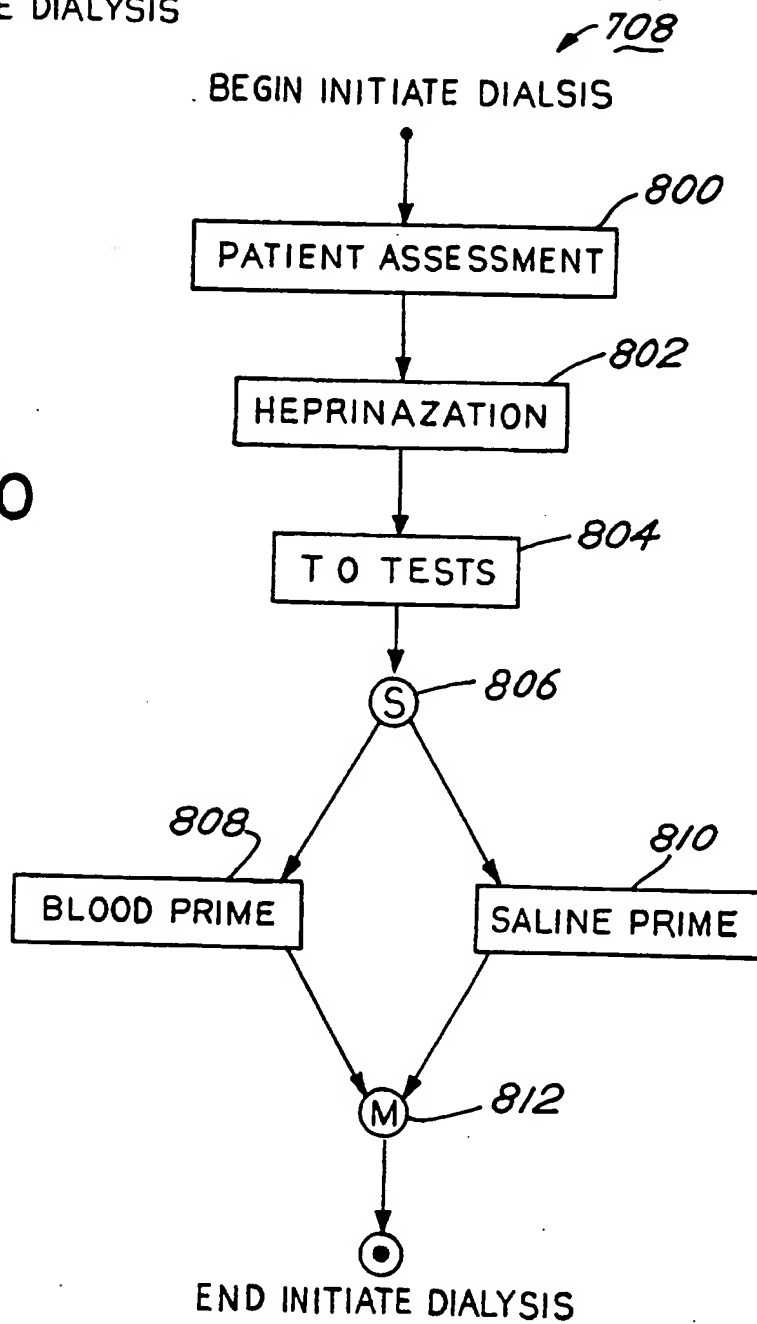 E DIALYSIS
708
BEGIN INITIATE DIALSIS
800
PATIENT ASSESSMENT
802
HEPRINAZATION
O
804
TO TESTS
S 806
808
810
BLOOD PRIME
SALINE PRIME
M 812
END INITIATE DIALYSIS